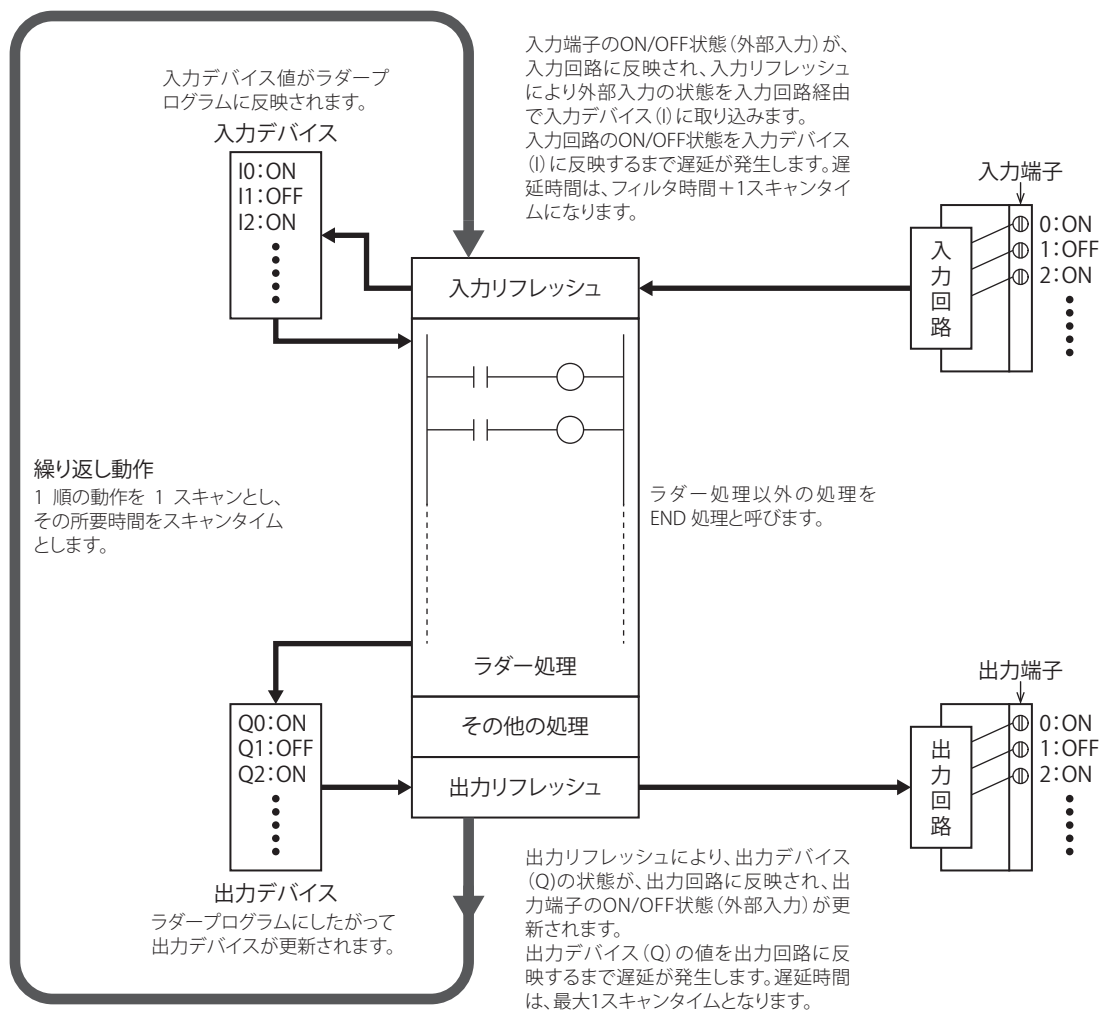 入力デバイス値がラダープ
ログラムに反映されます。
入力デバイス
I0:ON
I1:OFF
I2:ON
入力端子のON/OFF状態（外部入力）が、
入力回路に反映され、入力リフレッシュ
により外部入力の状態を入力回路経由
で入力デバイス（I）に取り込みます。
入力回路のON/OFF状態を入力デバイス
（I）に反映するまで遅延が発生します。遅
延時間は、フィルタ時間＋1スキャンタイ
ムになります。
入力端子
入力回路
0:ON
1:OFF
2:ON
入力リフレッシュ
繰り返し動作
1 順の動作を 1 スキャンとし、
その所要時間をスキャンタイム
とします。
ラダー処理以外の処理を
END 処理と呼びます。
ラダー処理
その他の処理
出力リフレッシュ
Q0:ON
Q1:OFF
Q2:ON
出力デバイス
ラダープログラムにしたがって
出力デバイスが更新されます。
出力端子
出力回路
0:ON
1:OFF
2:ON
出力リフレッシュにより、出力デバイス
（Q)の状態が、出力回路に反映され、出
力端子のON/OFF状態（外部入力）が更
新されます。
出力デバイス（Q）の値を出力回路に反
映するまで遅延が発生します。遅延時間
は、最大1スキャンタイムとなります。